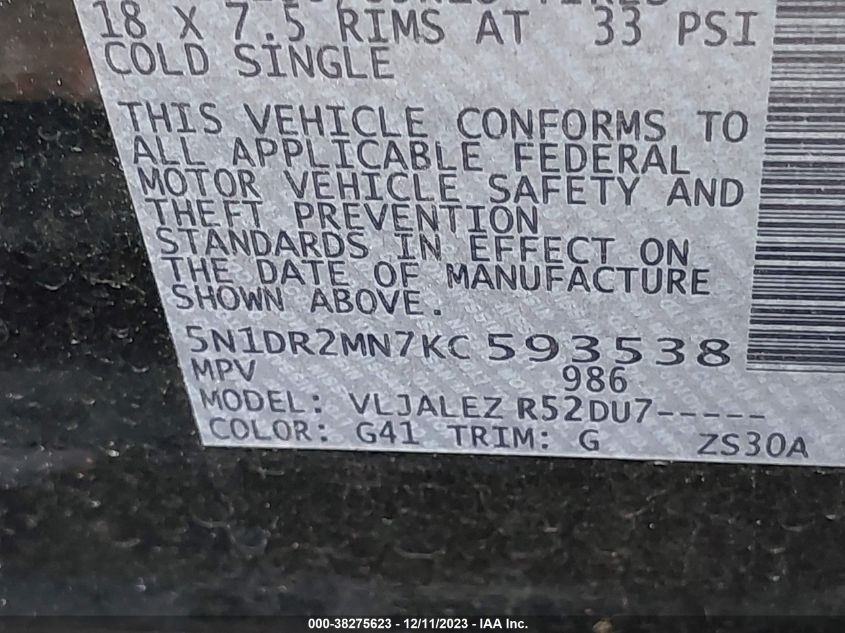 18 X 7.5 RIMS AT 33 PSI
COLD SINGLE
THIS VEHICLE CONFORMS TO
ALL APPLICABLE FEDERAL
MOTOR VEHICLE SAFETY AND
THEFT PREVENTION
STANDARDS IN EFFECT ON
THE DATE OF MANUFACTURE
SHOWN ABOVE.
5N1DR2MN7KC593538
MPV 986
MODEL: VLJALEZ R52DU7-----
COLOR: G41 TRIM: G ZS30A
000-38275623 - 12/11/2023 - IAA Inc.